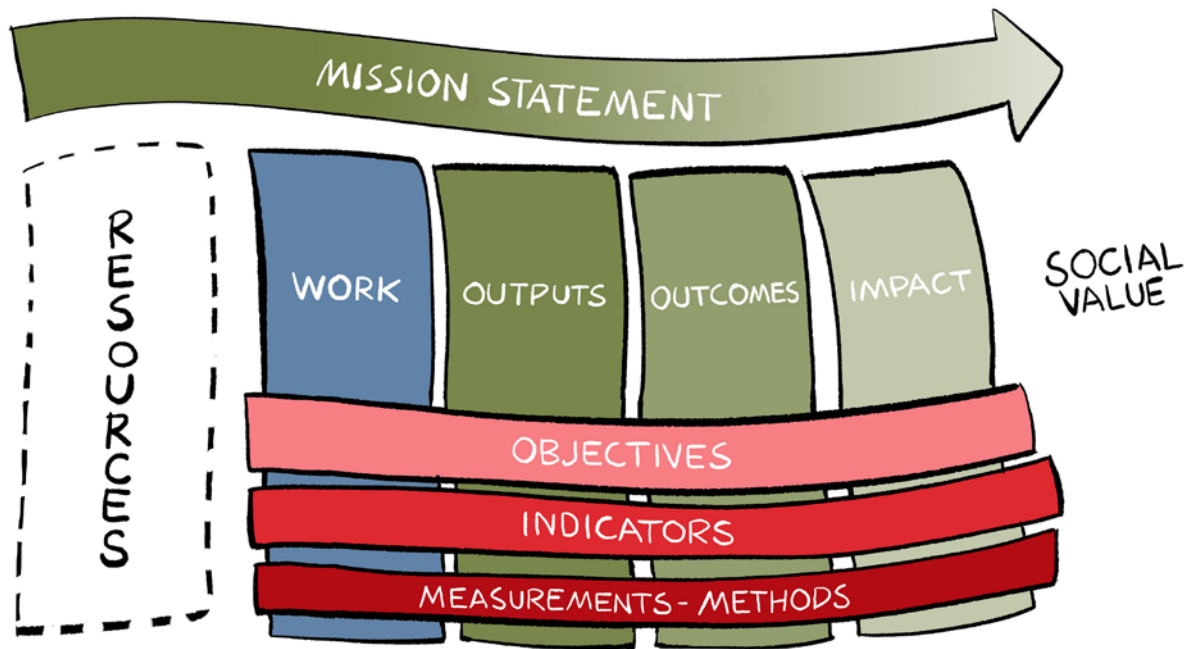 MISSION STATEMENT
RESOURCES
WORK
OUTPUTS
OUTCOMES
IMPACT
SOCIAL
VALUE
OBJECTIVES
INDICATORS
MEASUREMENTS - METHODS